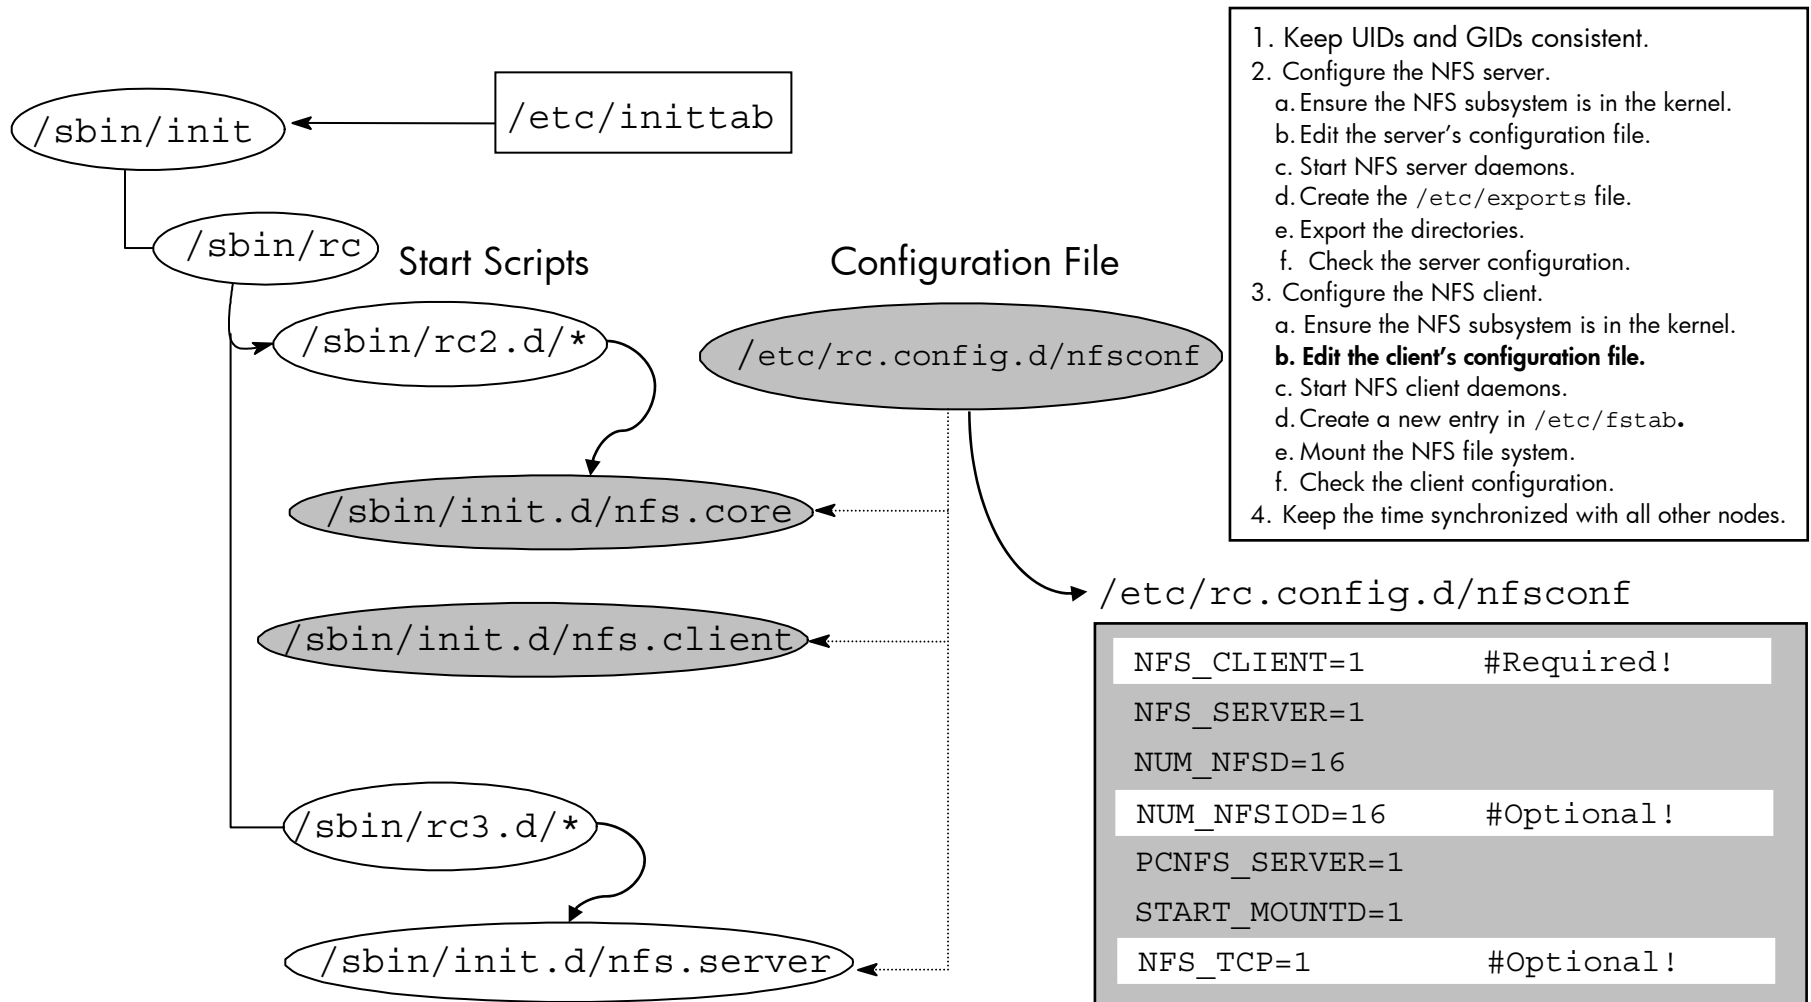 /sbin/init
/etc/inittab
/sbin/rc
Start Scripts
Configuration File
/sbin/rc2.d/*
/etc/rc.config.d/nfsconf
/sbin/init.d/nfs.core
/sbin/init.d/nfs.client
/sbin/rc3.d/*
/sbin/init.d/nfs.server
1. Keep UIDs and GIDs consistent.
2. Configure the NFS server.
a. Ensure the NFS subsystem is in the kernel.
b. Edit the server's configuration file.
c. Start NFS server daemons.
d. Create the /etc/exports file.
e. Export the directories.
f. Check the server configuration.
3. Configure the NFS client.
a. Ensure the NFS subsystem is in the kernel.
b. Edit the client's configuration file.
c. Start NFS client daemons.
d. Create a new entry in /etc/fstab.
e. Mount the NFS file system.
f. Check the client configuration.
4. Keep the time synchronized with all other nodes.
/etc/rc.config.d/nfsconf
NFS_CLIENT=1 #Required!
NFS_SERVER=1
NUM_NFSD=16
NUM_NFSIOD=16 #Optional!
PCNFS_SERVER=1
START_MOUNTD=1
NFS_TCP=1 #Optional!